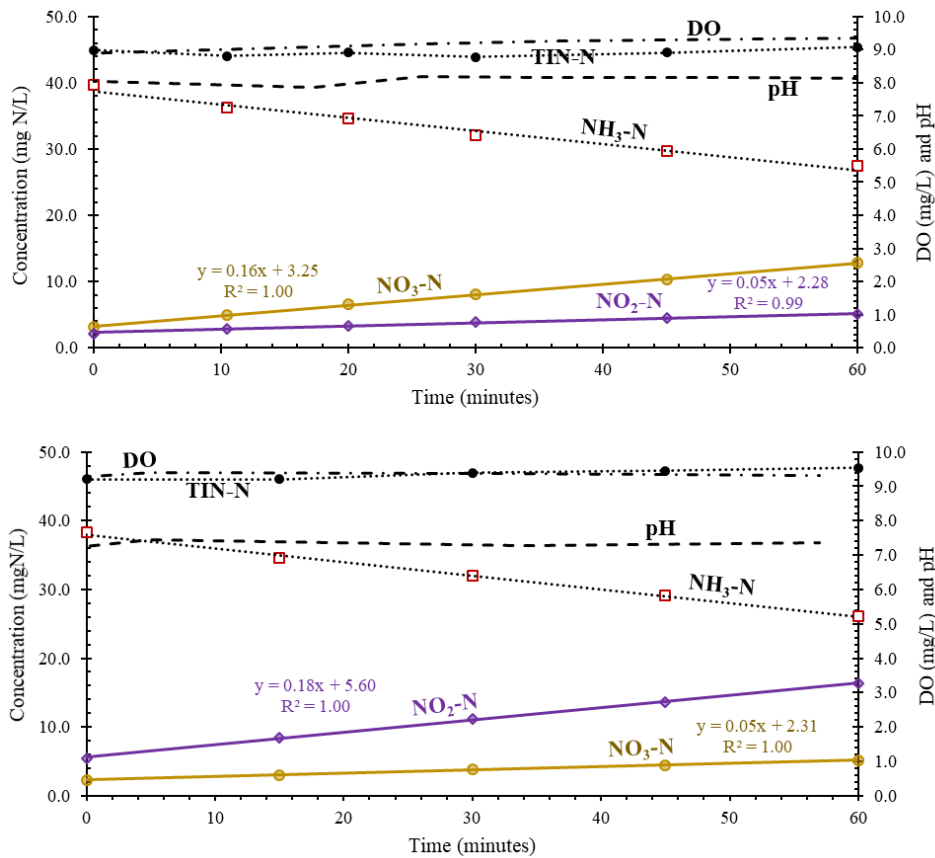 Concentration (mg N/L)
50.0
40.0
30.0
20.0
10.0
0.0
DO
TIN-N
pH
NH₃-N
y = 0.16x + 3.25
R² = 1.00
NO₃-N
NO₂-N
y = 0.05x + 2.28
R² = 0.99
10.0
9.0
8.0
7.0
6.0
5.0
4.0
3.0
2.0
1.0
0.0
DO (mg/L) and pH
0 10 20 30 40 50 60
Time (minutes)
Concentration (mgN/L)
50.0
40.0
30.0
20.0
10.0
0.0
DO
TIN-N
pH
NH₃-N
y = 0.18x + 5.60
R² = 1.00
NO₂-N
NO₃-N
y = 0.05x + 2.31
R² = 1.00
10.0
9.0
8.0
7.0
6.0
5.0
4.0
3.0
2.0
1.0
0.0
DO (mg/L) and pH
0 10 20 30 40 50 60
Time (minutes)